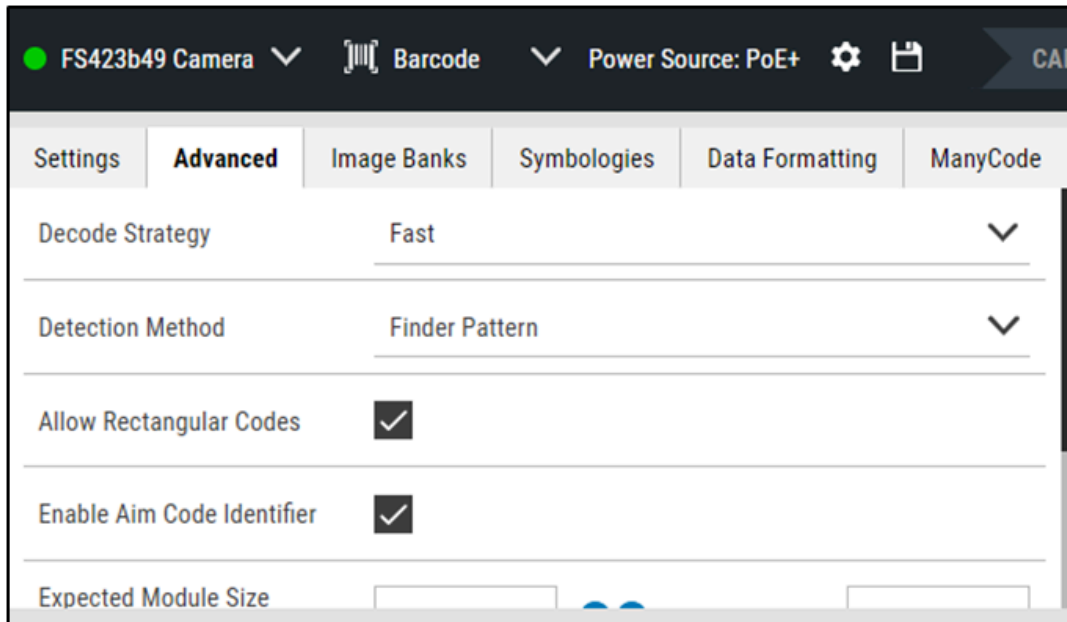 FS423b49 Camera Barcode Power Source: PoE+
Settings Advanced Image Banks Symbologies Data Formatting ManyCode
Decode Strategy Fast
Detection Method Finder Pattern
Allow Rectangular Codes
Enable Aim Code Identifier
Expected Module Size